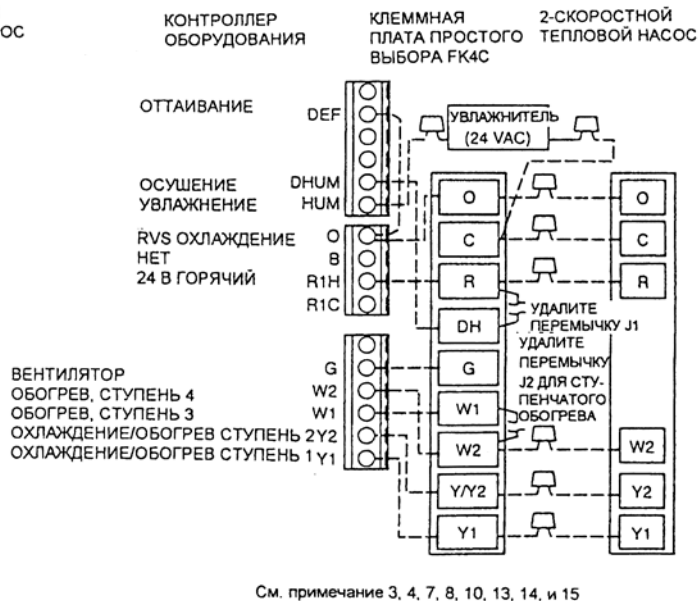 ОС
КОНТРОЛЛЕР
ОБОРУДОВАНИЯ
КЛЕММНАЯ
ПЛАТА ПРОСТОГО
ВЫБОРА FK4C
2-СКОРОСТНОЙ
ТЕПЛОВОЙ НАСОС
ОТТАИВАНИЕ
DEF
УВЛАЖНИТЕЛЬ
(24 VAC)
ОСУШЕНИЕ
DHUM
УВЛАЖНЕНИЕ
HUM
RVS ОХЛАЖДЕНИЕ
O
НЕТ
B
24 В ГОРЯЧИЙ
R1H
R1C
ВЕНТИЛЯТОР
G
ОБОГРЕВ, СТУПЕНЬ 4
W2
ОБОГРЕВ, СТУПЕНЬ 3
W1
ОХЛАЖДЕНИЕ/ОБОГРЕВ СТУПЕНЬ 2 Y2
ОХЛАЖДЕНИЕ/ОБОГРЕВ СТУПЕНЬ 1 Y1
O
C
R
DH
G
W1
W2
Y/Y2
Y1
УДАЛИТЕ
ПЕРЕМЫЧКУ J1
УДАЛИТЕ
ПЕРЕМЫЧКУ
J2 ДЛЯ СТУ-
ПЕНЧАТОГО
ОБОГРЕВА
O
C
R
W2
Y2
Y1
См. примечание 3, 4, 7, 8, 10, 13, 14, и 15